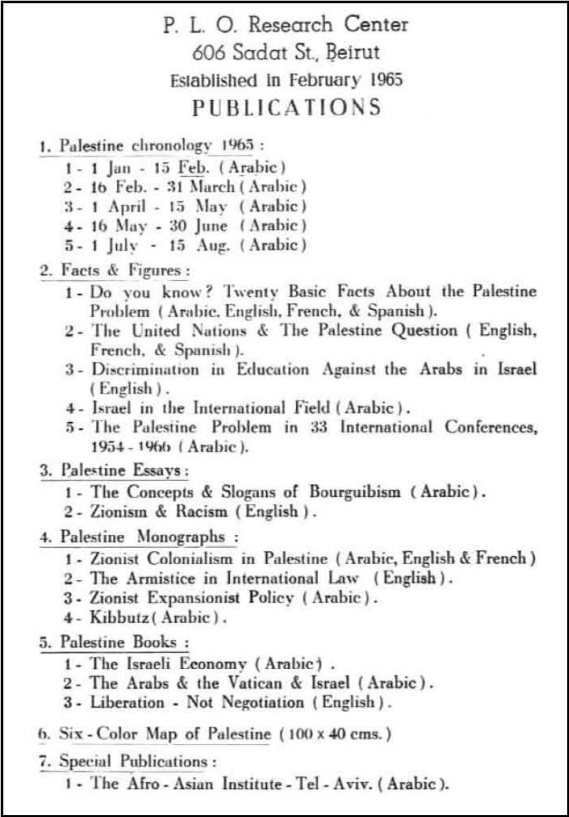 P. L. O. Research Center
606 Sadat St., Beirut
Established in February 1965
PUBLICATIONS
1. Palestine chronology 1965 :
1 - 1 Jan - 15 Feb. ( Arabic )
2 - 16 Feb. - 31 March ( Arabic )
3 - 1 April - 15 May ( Arabic )
4 - 16 May - 30 June ( Arabic )
5 - 1 July - 15 Aug. ( Arabic )
2. Facts & Figures :
1 - Do you know? Twenty Basic Facts About the Palestine
Problem ( Arabic, English, French, & Spanish ).
2 - The United Nations & The Palestine Question ( English,
French, & Spanish ).
3 - Discrimination in Education Against the Arabs in Israel
( English ) .
4 - Israel in the International Field ( Arabic ) .
5 - The Palestine Problem in 33 International Conferences,
1954 - 1966 ( Arabic ).
3. Palestine Essays :
1 - The Concepts & Slogans of Bourguibism ( Arabic ) .
2 - Zionism & Racism ( English ) .
4. Palestine Monographs :
1 - Zionist Colonialism in Palestine ( Arabic, English & French )
2 - The Armistice in International Law ( English ) .
3 - Zionist Expansionist Policy ( Arabic ) .
4 - Kibbutz ( Arabic ) .
5. Palestine Books :
1 - The Israeli Economy ( Arabic ) .
2 - The Arabs & the Vatican & Israel ( Arabic ) .
3 - Liberation - Not Negotiation ( English ) .
6. Six - Color Map of Palestine ( 100 x 40 cms. )
7. Special Publications :
1 - The Afro - Asian Institute - Tel - Aviv. ( Arabic ).